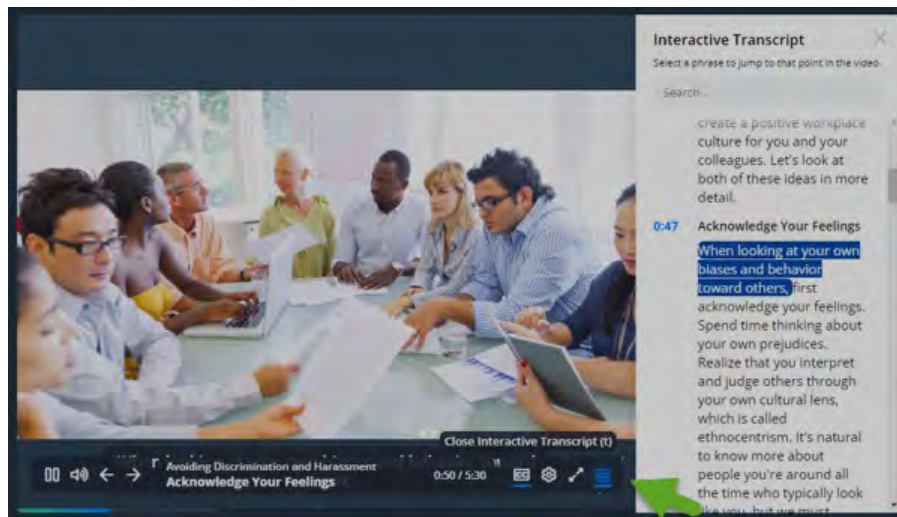 Interactive Transcript
Select a phrase to jump to that point in the video.
Search...
create a positive workplace
culture for you and your
colleagues. Let's look at
both of these ideas in more
detail.
0:47 Acknowledge Your Feelings
When looking at your own
biases and behavior
toward others, first
acknowledge your feelings.
Spend time thinking about
your own prejudices.
Realize that you interpret
and judge others through
your own cultural lens,
which is called
ethnocentrism. It's natural
to know more about
people you're around all
the time who typically look
like you, but we must
Close Interactive Transcript (t)
Avoiding Discrimination and Harassment
Acknowledge Your Feelings
0:50 / 5:30
CC